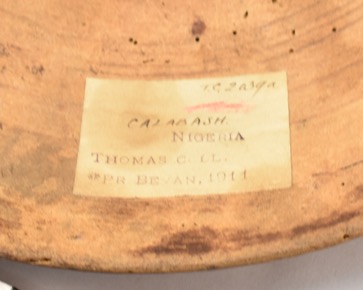 CALABASH.
NIGERIA
THOMAS COLL.
PR BEVAN, 1911